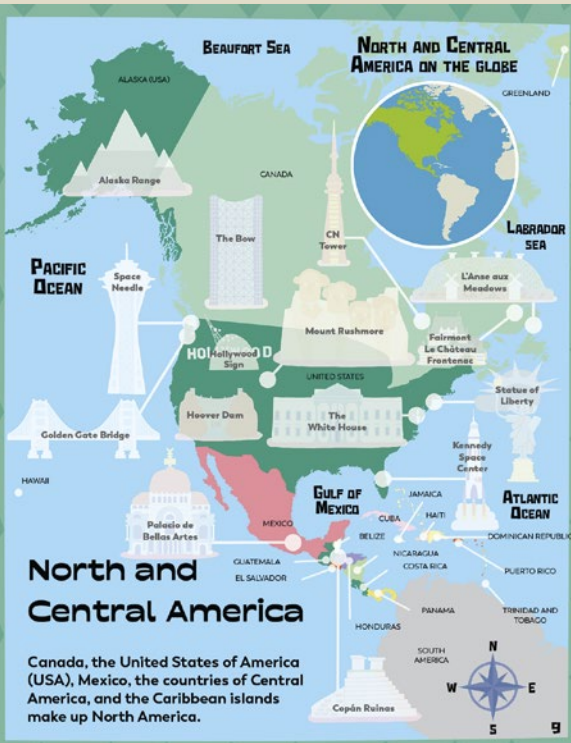 BEAUFORT SEA
NORTH AND CENTRAL
AMERICA ON THE GLOBE
ALASKA (USA)
GREENLAND
Alaska Range
CANADA
The Bow
CN
Tower
LABRADOR
SEA
PACIFIC
OCEAN
Space
Needle
L'Anse aux
Meadows
Mount Rushmore
HOLLYWOOD
Hollywood
Sign
Fairmont
Le Château
Frontenac
UNITED STATES
Statue of
Liberty
Hoover Dam
The
White House
Golden Gate Bridge
Kennedy
Space
Center
HAWAII
GULF OF
MEXICO
JAMAICA
ATLANTIC
OCEAN
Palacio de
Bellas Artes
MEXICO
CUBA
HAITI
BELIZE
DOMINICAN REPUBLIC
NICARAGUA
GUATEMALA
COSTA RICA
EL SALVADOR
PUERTO RICO
North and
Central America
PANAMA
TRINIDAD AND
TOBAGO
HONDURAS
SOUTH
AMERICA
Canada, the United States of America
(USA), Mexico, the countries of Central
America, and the Caribbean islands
make up North America.
Copán Ruinas
N
W
E
S
9